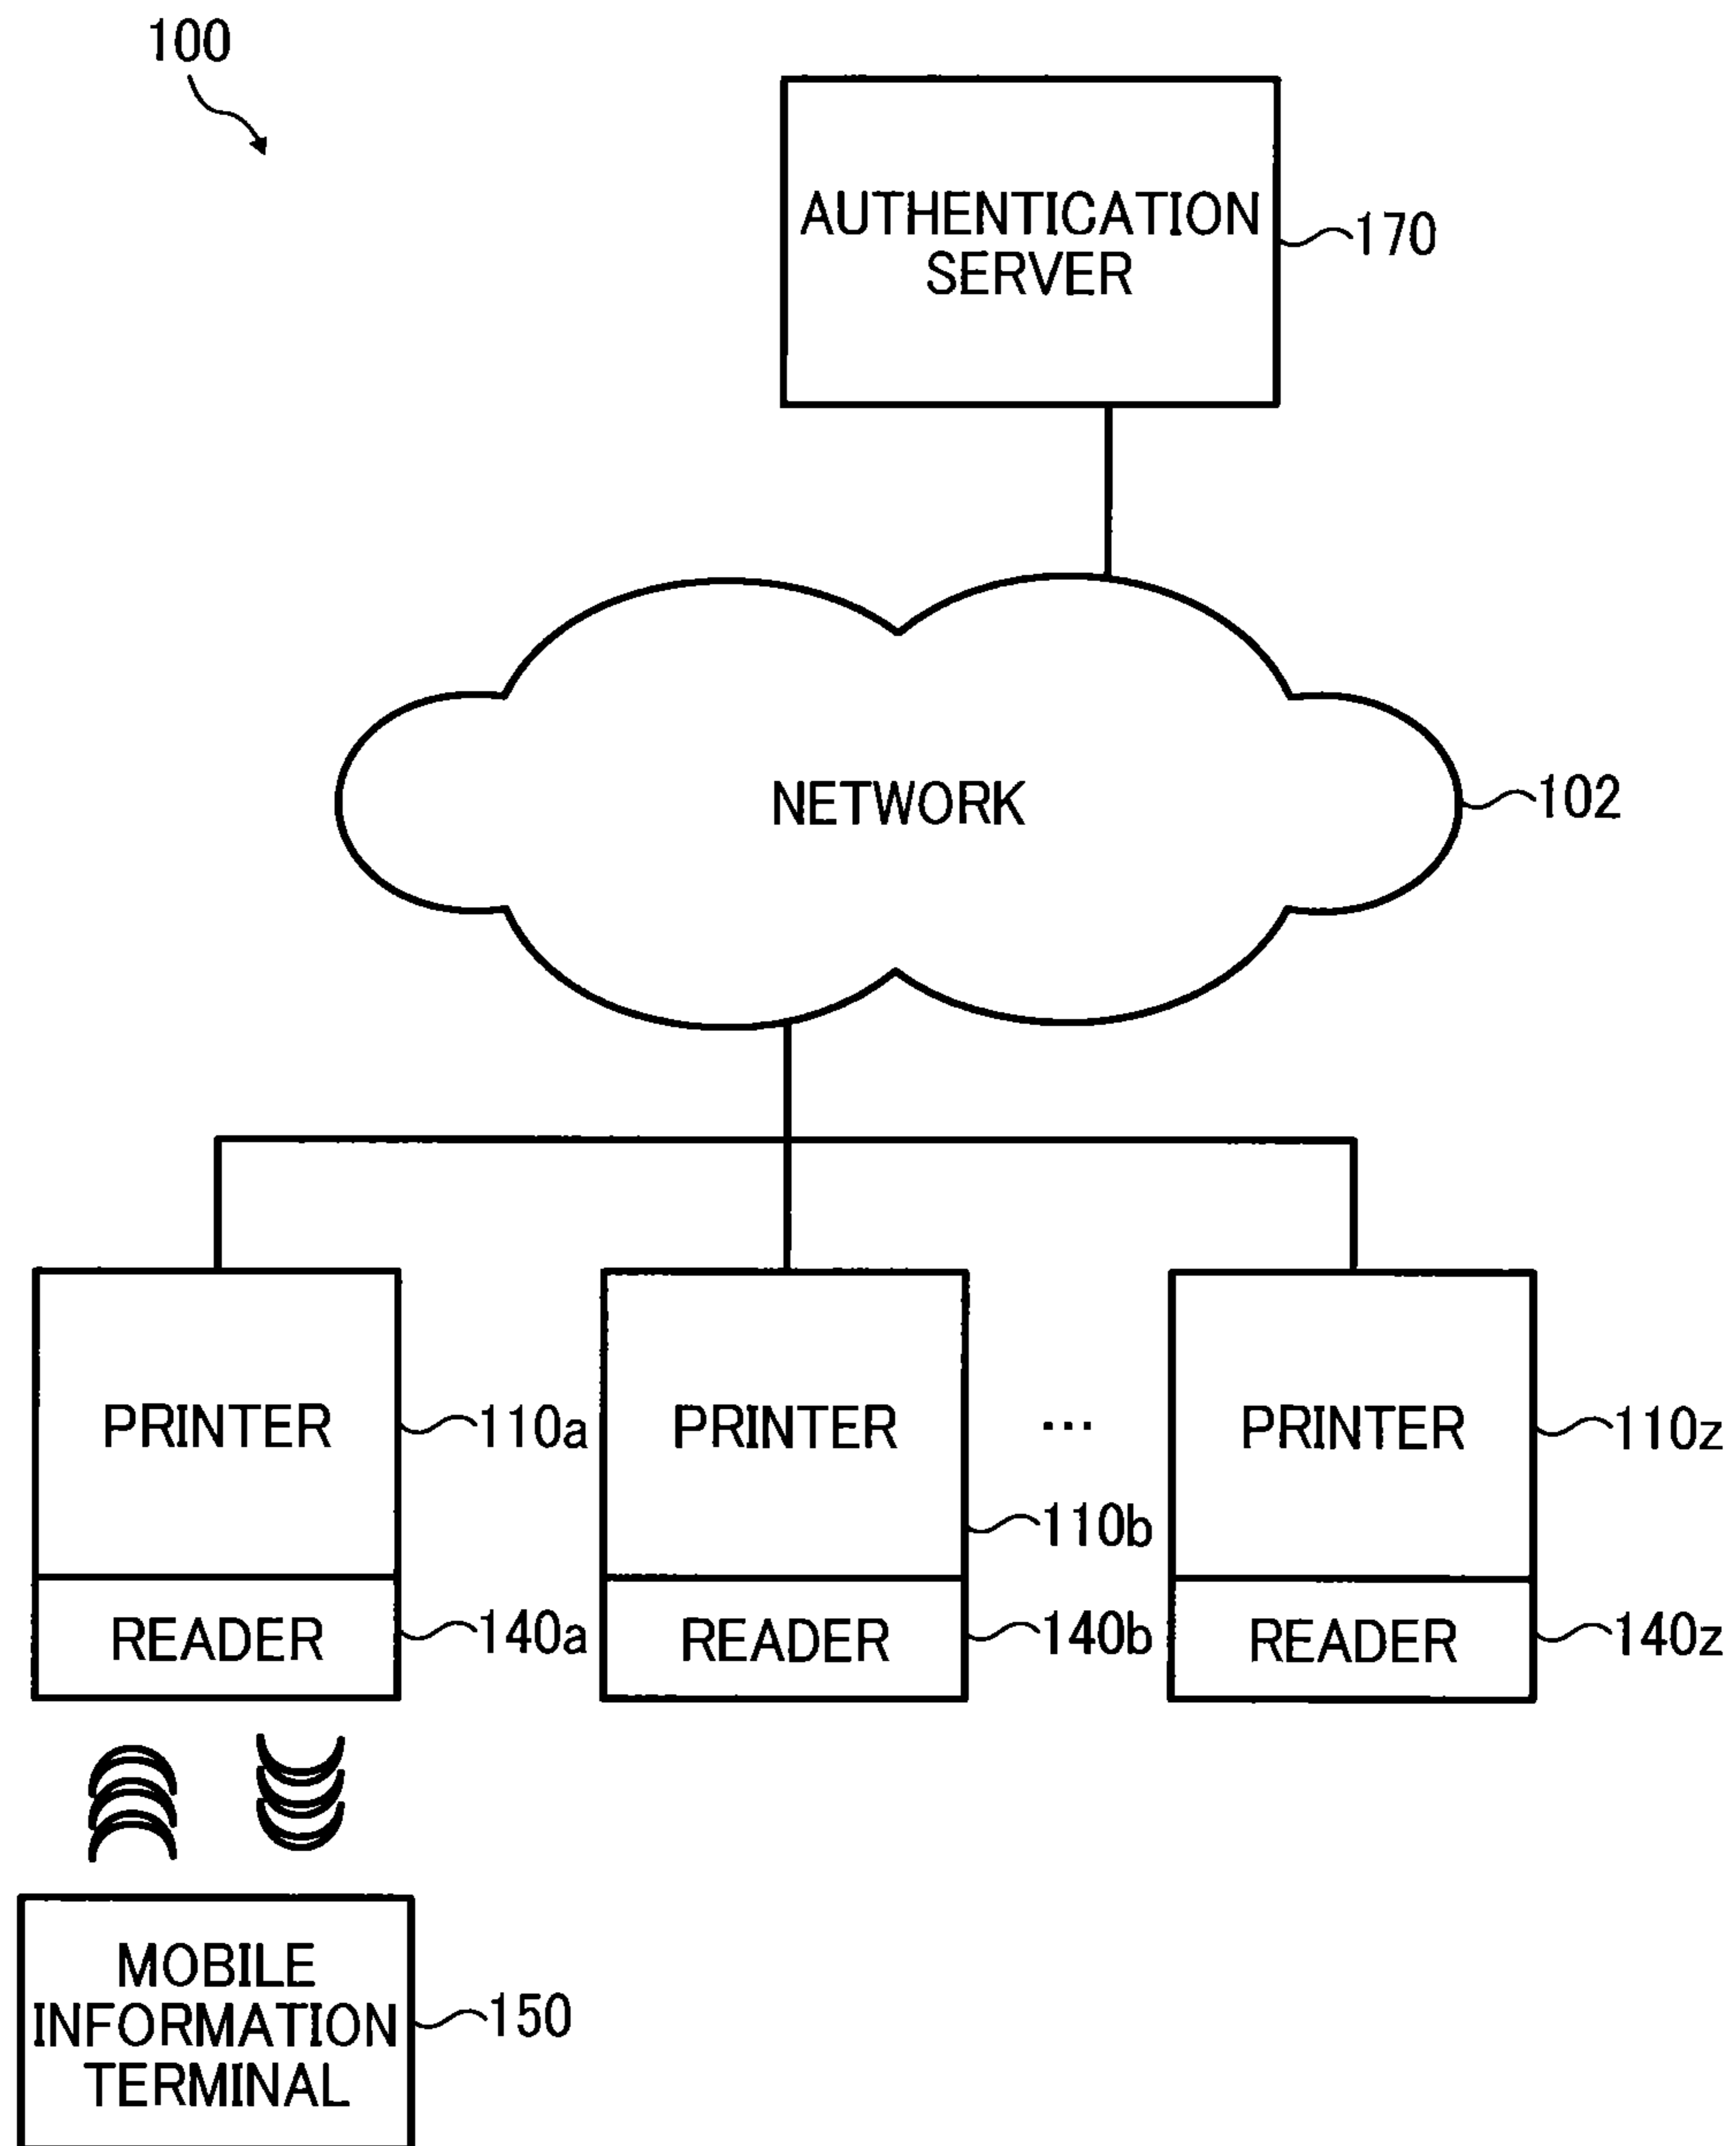 100
AUTHENTICATION
SERVER
170
NETWORK
102
PRINTER
110a
PRINTER
110b
...
PRINTER
110z
READER
140a
READER
140b
READER
140z
MOBILE
INFORMATION
TERMINAL
150